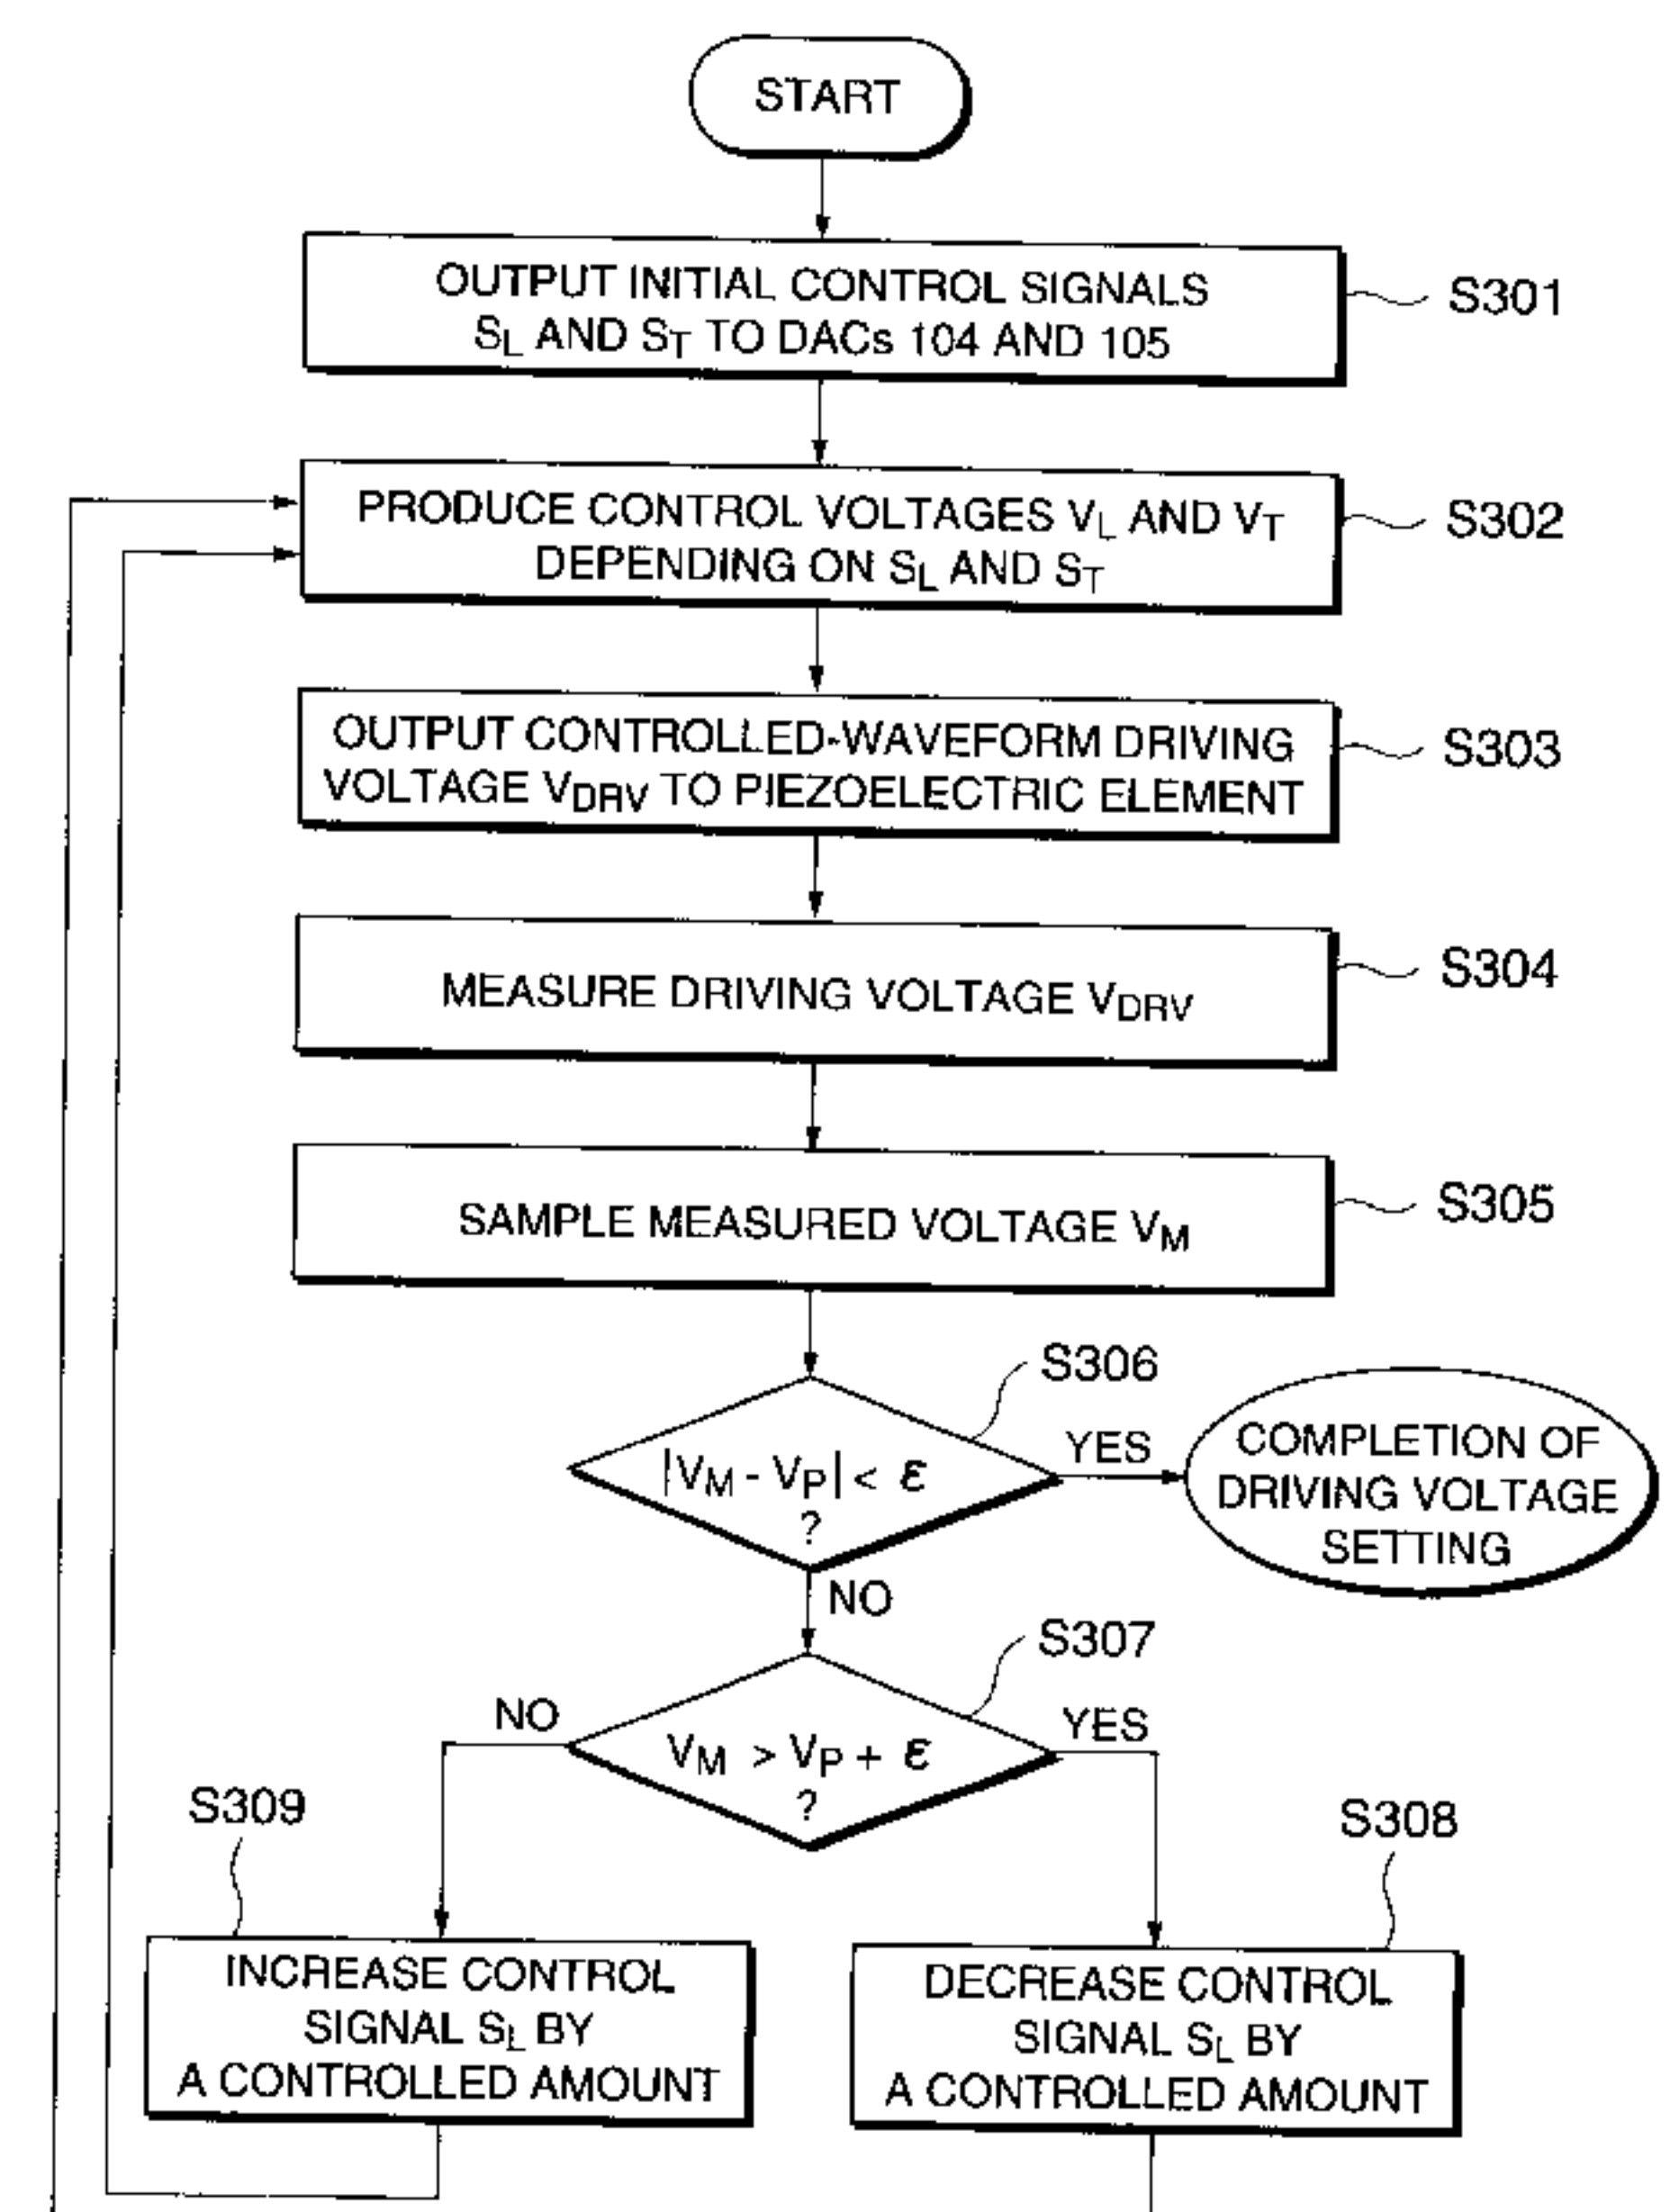 START
OUTPUT INITIAL CONTROL SIGNALS
SL AND ST TO DACs 104 AND 105
S301
PRODUCE CONTROL VOLTAGES VL AND VT
DEPENDING ON SL AND ST
S302
OUTPUT CONTROLLED-WAVEFORM DRIVING
VOLTAGE VDRV TO PIEZOELECTRIC ELEMENT
S303
MEASURE DRIVING VOLTAGE VDRV
S304
SAMPLE MEASURED VOLTAGE VM
S305
S306
|VM - VP| < ε
?
YES
COMPLETION OF
DRIVING VOLTAGE
SETTING
NO
S307
VM > VP + ε
?
NO
YES
S309
INCREASE CONTROL
SIGNAL SL BY
A CONTROLLED AMOUNT
S308
DECREASE CONTROL
SIGNAL SL BY
A CONTROLLED AMOUNT